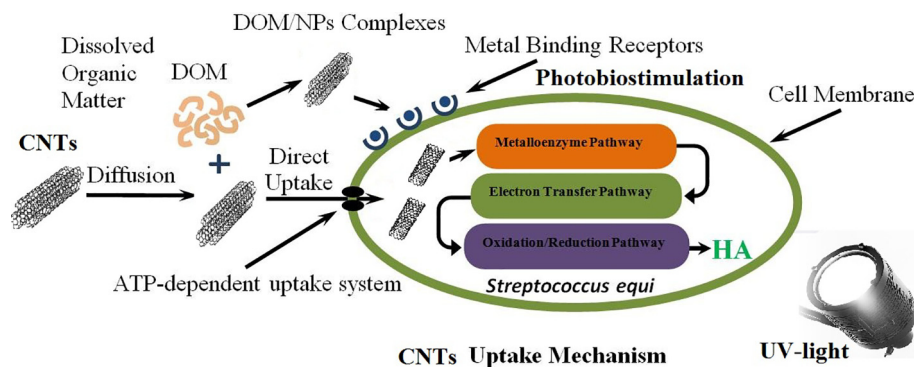 DOM/NPs Complexes
Dissolved
Organic
Matter
DOM
Metal Binding Receptors
Photobiostimulation
Cell Membrane
CNTs
Diffusion
+
Direct
Uptake
Metalloenzyme Pathway
Electron Transfer Pathway
Oxidation/Reduction Pathway
HA
ATP-dependent uptake system
Streptococcus equi
CNTs Uptake Mechanism
UV-light